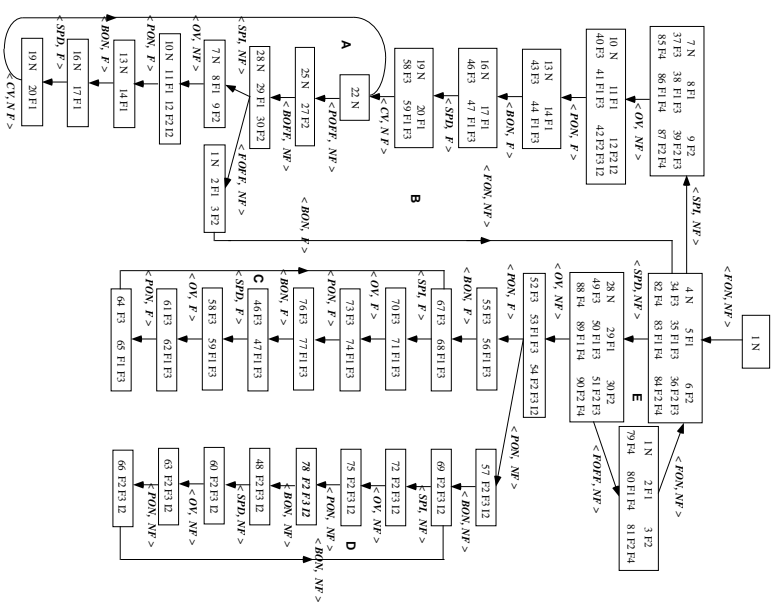 1 N
< FON, NF >
4 N 5 F1 6 F2
34 F3 35 F1 F3 36 F2 F3
82 F4 83 F1 F4 84 F2 F4
< SPI, NF >
7 N 8 F1 9 F2
37 F3 38 F1 F3 39 F2 F3
85 F4 86 F1 F4 87 F2 F4
< OV, NF >
10 N 11 F1 12 F2 I2
40 F3 41 F1 F3 42 F2 F3 I2
< PON, F >
13 N 14 F1
43 F3 44 F1 F3
< BON, F >
16 N 17 F1
46 F3 47 F1 F3
< SPD, F >
19 N 20 F1
58 F3 59 F1 F3
< CV, N F >
22 N
A
< POFF, NF >
25 N 27 F2
< BOFF, NF >
28 N 29 F1 30 F2
< SPI, NF >
< FOFF, NF >
7 N 8 F1 9 F2
1 N 2 F1 3 F2
< OV, NF >
10 N 11 F1 12 F2 I2
< PON, F >
13 N 14 F1
< BON, F >
16 N 17 F1
< SPD, F >
19 N 20 F1
< CV, N F >
B
< FON, NF >
< BON, F >
< SPD, NF >
E
1 N 2 F1 3 F2
79 F4 80 F1 F4 81 F2 F4
< FON, NF >
< FOFF, NF >
28 N 29 F1 30 F2
49 F3 50 F1 F3 51 F2 F3
88 F4 89 F1 F4 90 F2 F4
< OV, NF >
52 F3 53 F1 F3 54 F2 F3 I2
< PON, F >
< PON, NF >
55 F3 56 F1 F3
< BON, F >
67 F3 68 F1 F3
< SPI, F >
70 F3 71 F1 F3
< OV, F >
73 F3 74 F1 F3
< PON, F >
76 F3 77 F1 F3
< BON, F >
46 F3 47 F1 F3
C
< SPD, F >
58 F3 59 F1 F3
< OV, F >
61 F3 62 F1 F3
< PON, F >
64 F3 65 F1 F3
57 F2 F3 I2
< BON, NF >
69 F2 F3 I2
< SPI, NF >
72 F2 F3 I2
< OV, NF >
75 F2 F3 I2
D
< PON, NF >
78 F2 F3 I2
< BON, NF >
< BON, NF >
48 F2 F3 I2
< SPD, NF >
60 F2 F3 I2
< OV, NF >
63 F2 F3 I2
< PON, NF >
66 F2 F3 I2